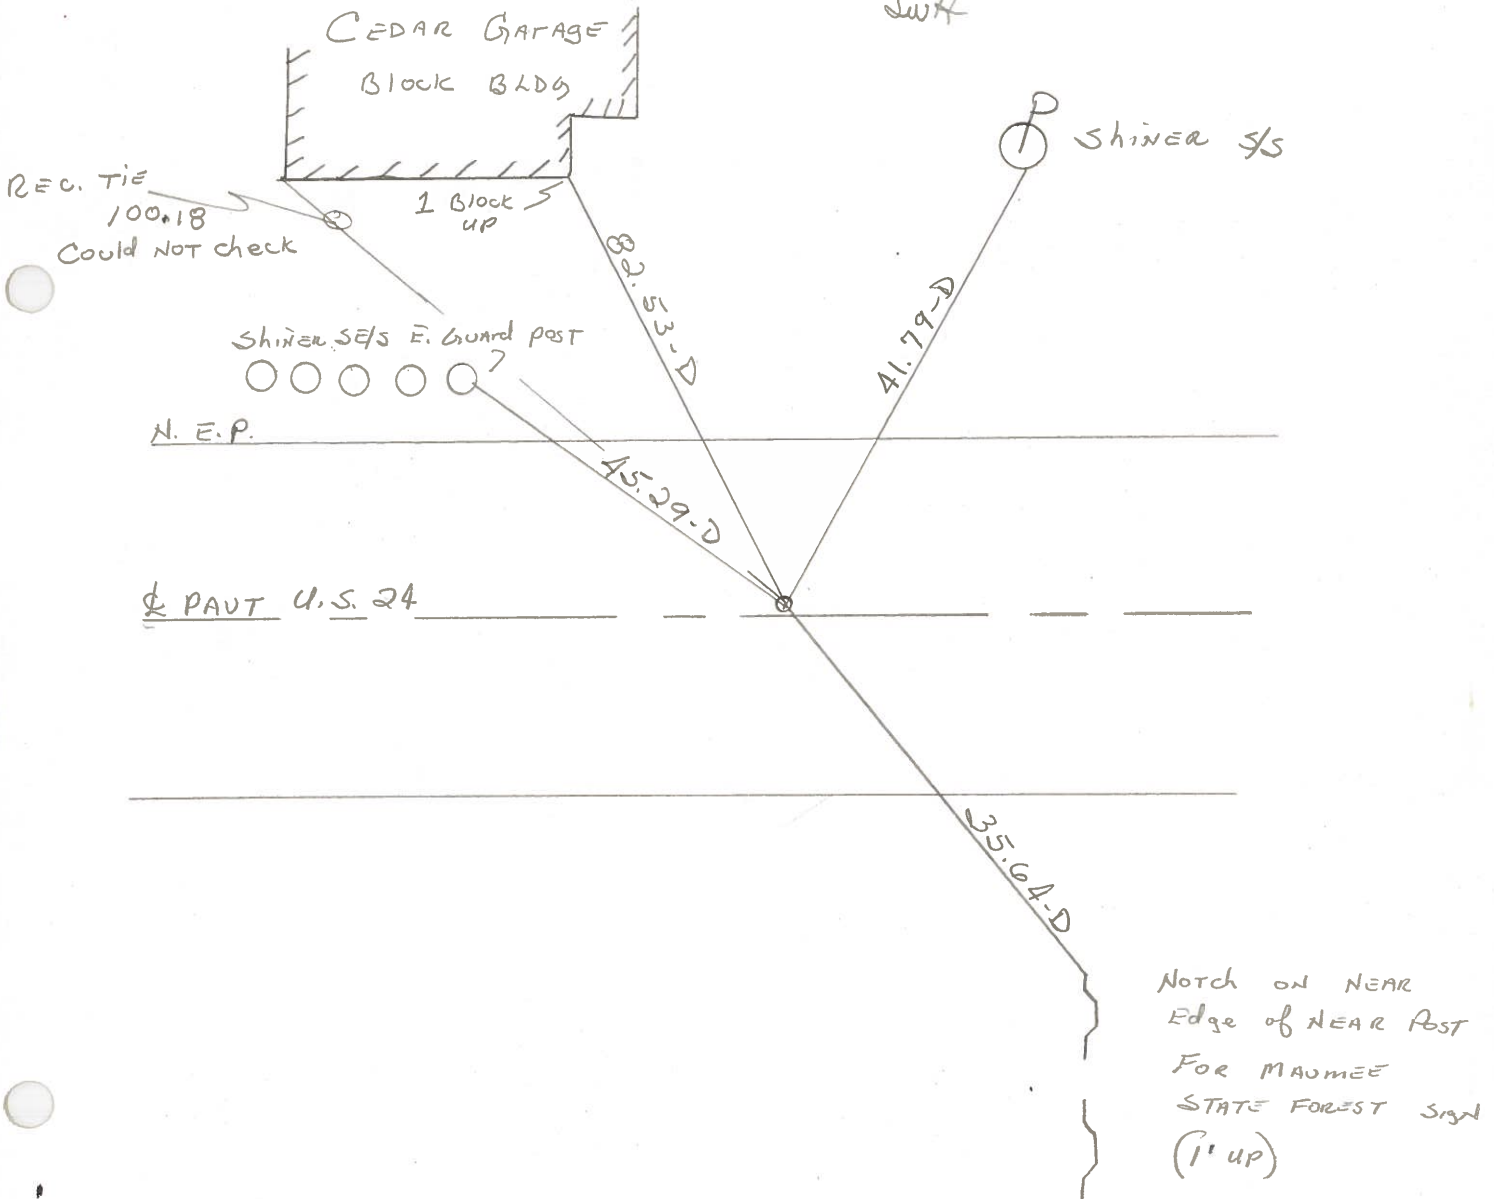 JWH
CEDAR GARAGE
Block BLDG
ShiNER S/S
REC. TiE
100.18
Could NOT check
1 Block
UP
82.53-D
41.79-D
ShiNER SE/S E. GUARD POST
N. E.P.
45.29-D
℄ PAVT U.S. 24
35.64-D
NOTCh ON NEAR
Edge of NEAR POST
FOR MAUMEE
STATE FOREST SigN
(1' UP)